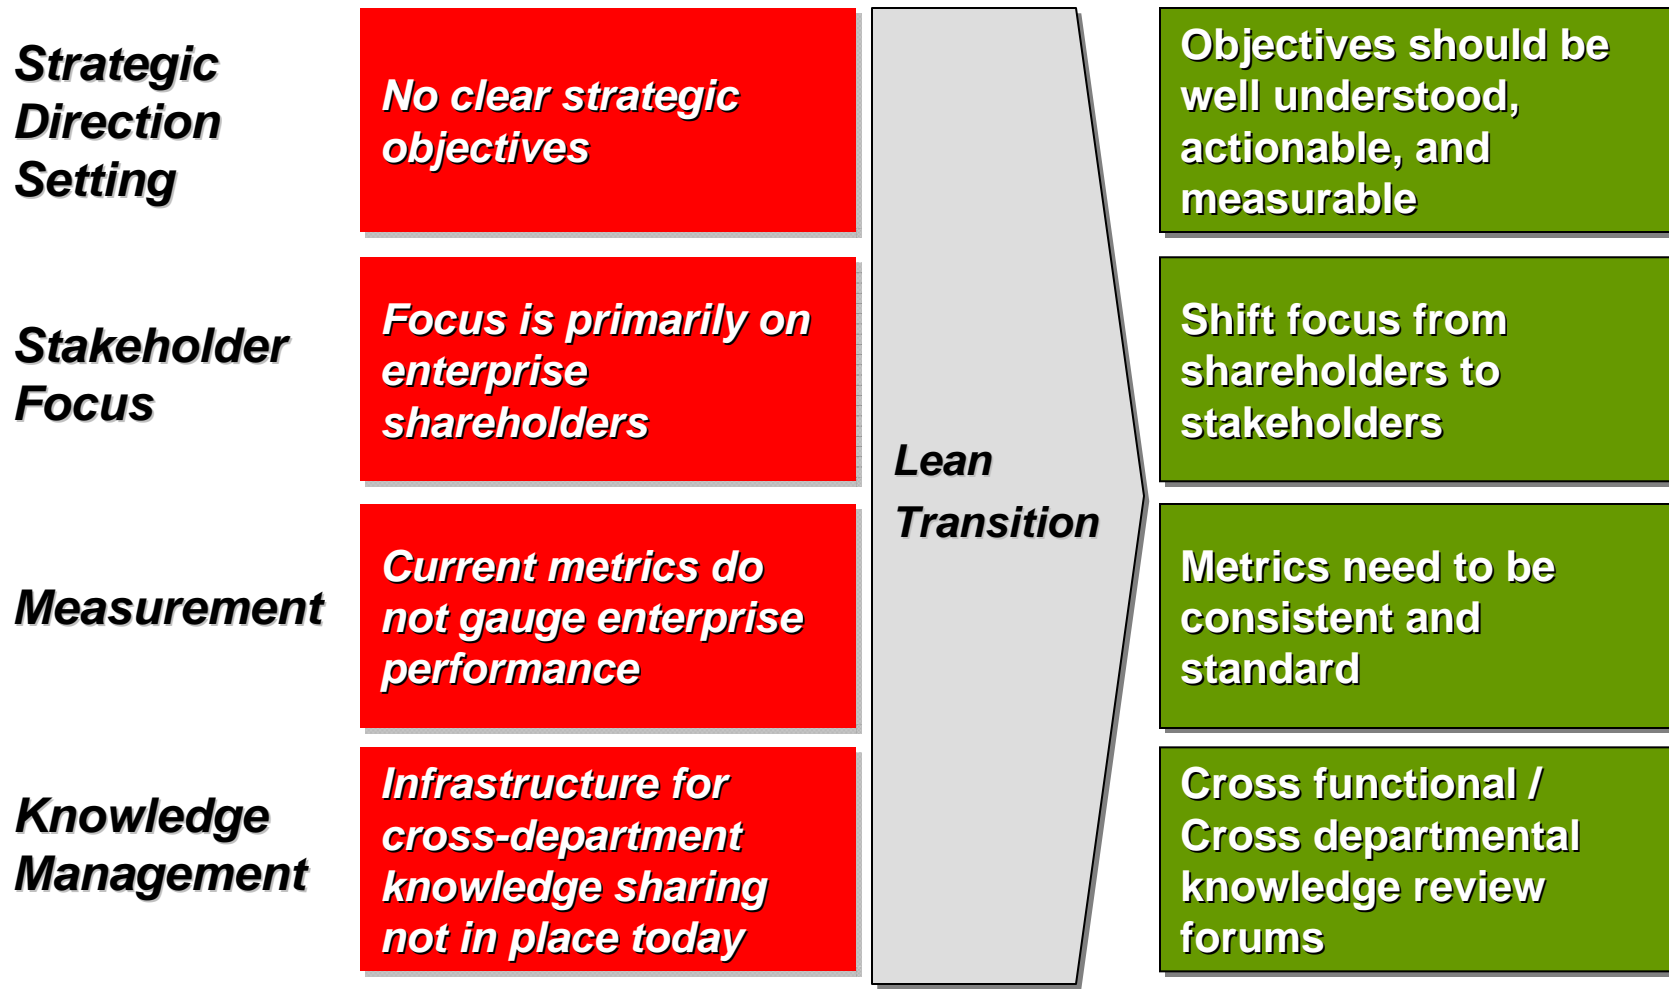 Strategic
Direction
Setting
No clear strategic
objectives
Objectives should be
well understood,
actionable, and
measurable
Stakeholder
Focus
Focus is primarily on
enterprise
shareholders
Shift focus from
shareholders to
stakeholders
Lean
Transition
Measurement
Current metrics do
not gauge enterprise
performance
Metrics need to be
consistent and
standard
Knowledge
Management
Infrastructure for
cross-department
knowledge sharing
not in place today
Cross functional /
Cross departmental
knowledge review
forums